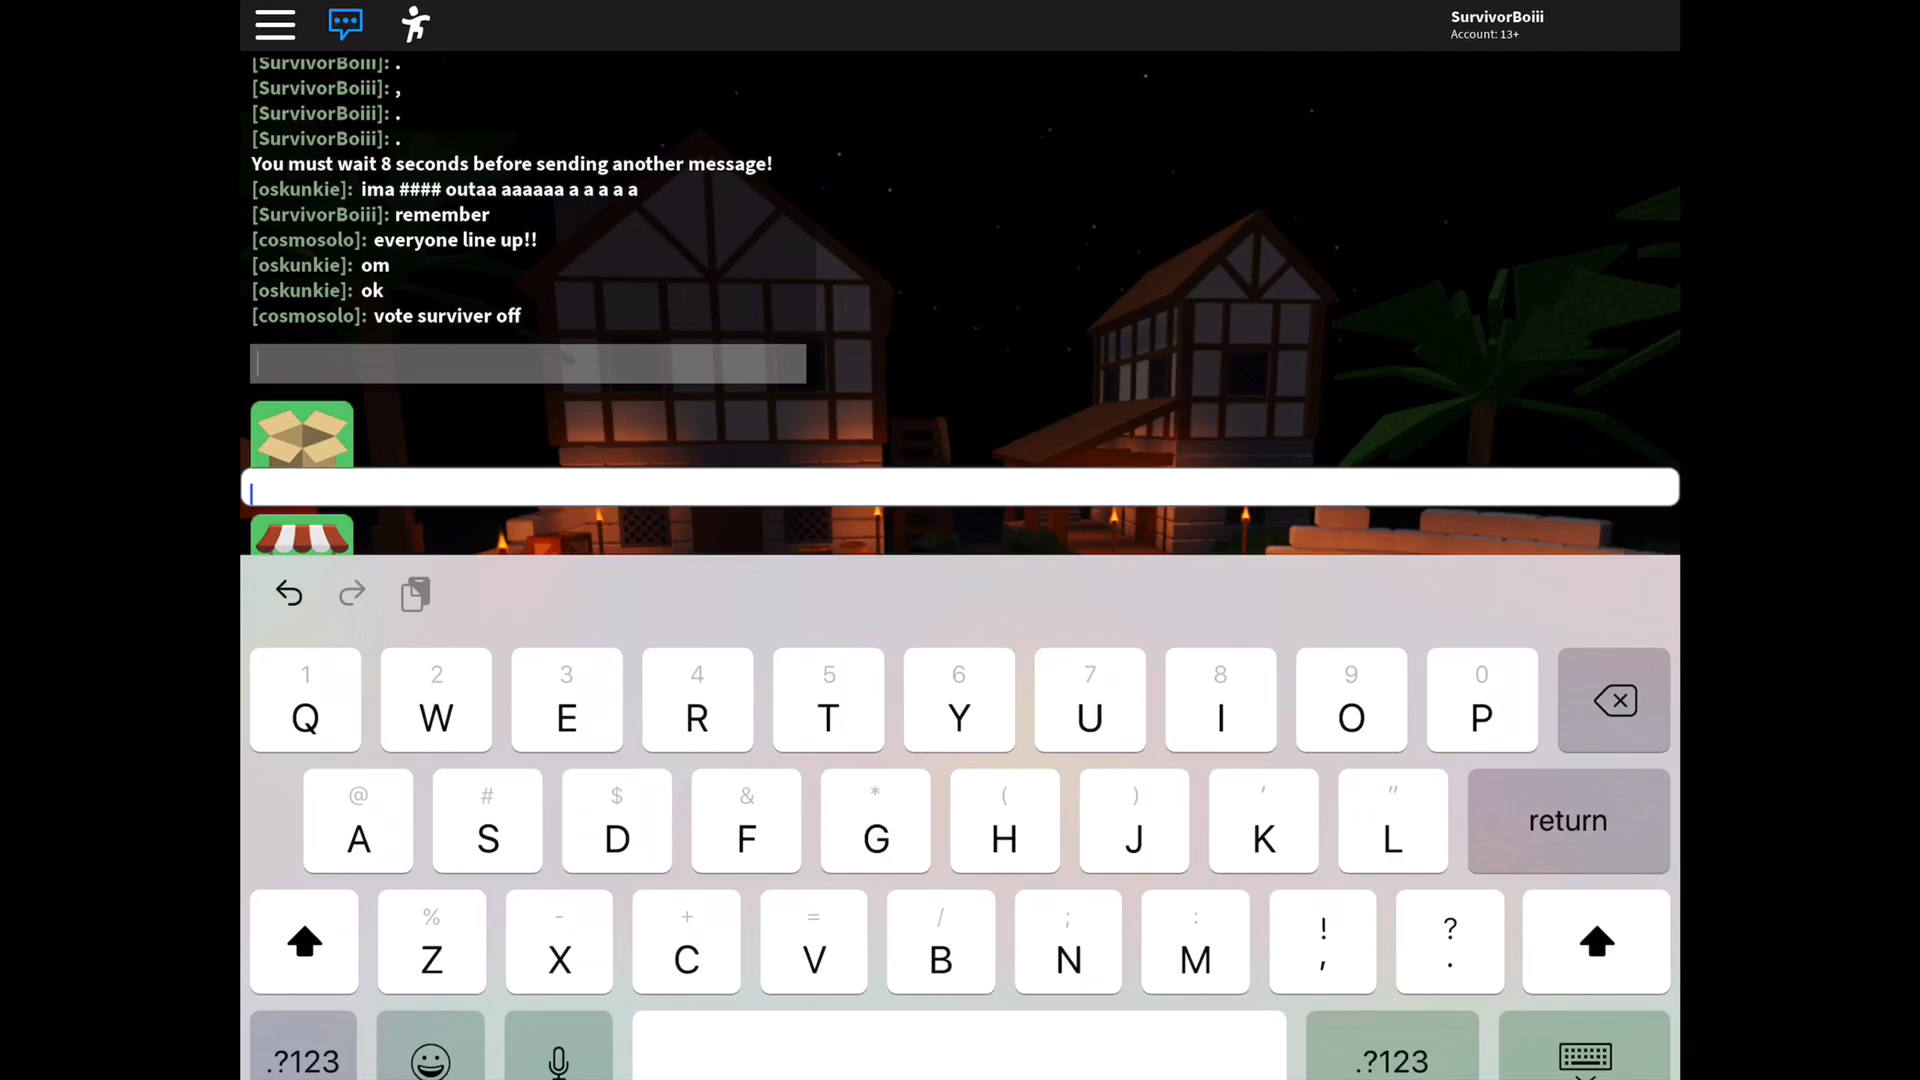 SurvivorBoiii
Account: 13+
[SurvivorBoiii]: .
[SurvivorBoiii]: ,
[SurvivorBoiii]: .
[SurvivorBoiii]: .
You must wait 8 seconds before sending another message!
[oskunkie]: ima #### outaa aaaaaa a a a a a
[SurvivorBoiii]: remember
[cosmosolo]: everyone line up!!
[oskunkie]: om
[oskunkie]: ok
[cosmosolo]: vote surviver off
1 2 3 4 5 6 7 8 9 0
Q W E R T Y U I O P
@ # $ & * ( ) ' "
A S D F G H J K L return
% - + = / ; : ! ?
Z X C V B N M , .
.?123 .?123